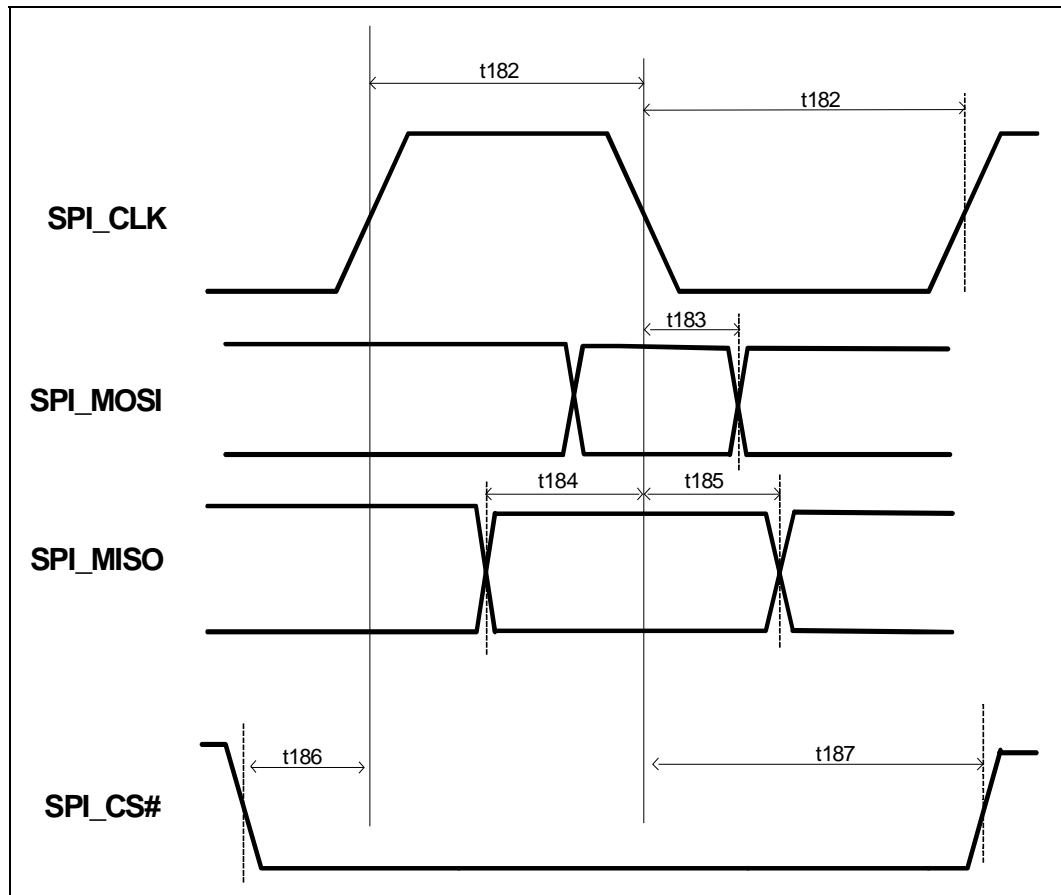 t182
t182
SPI_CLK
t183
SPI_MOSI
t184
t185
SPI_MISO
t186
t187
SPI_CS#